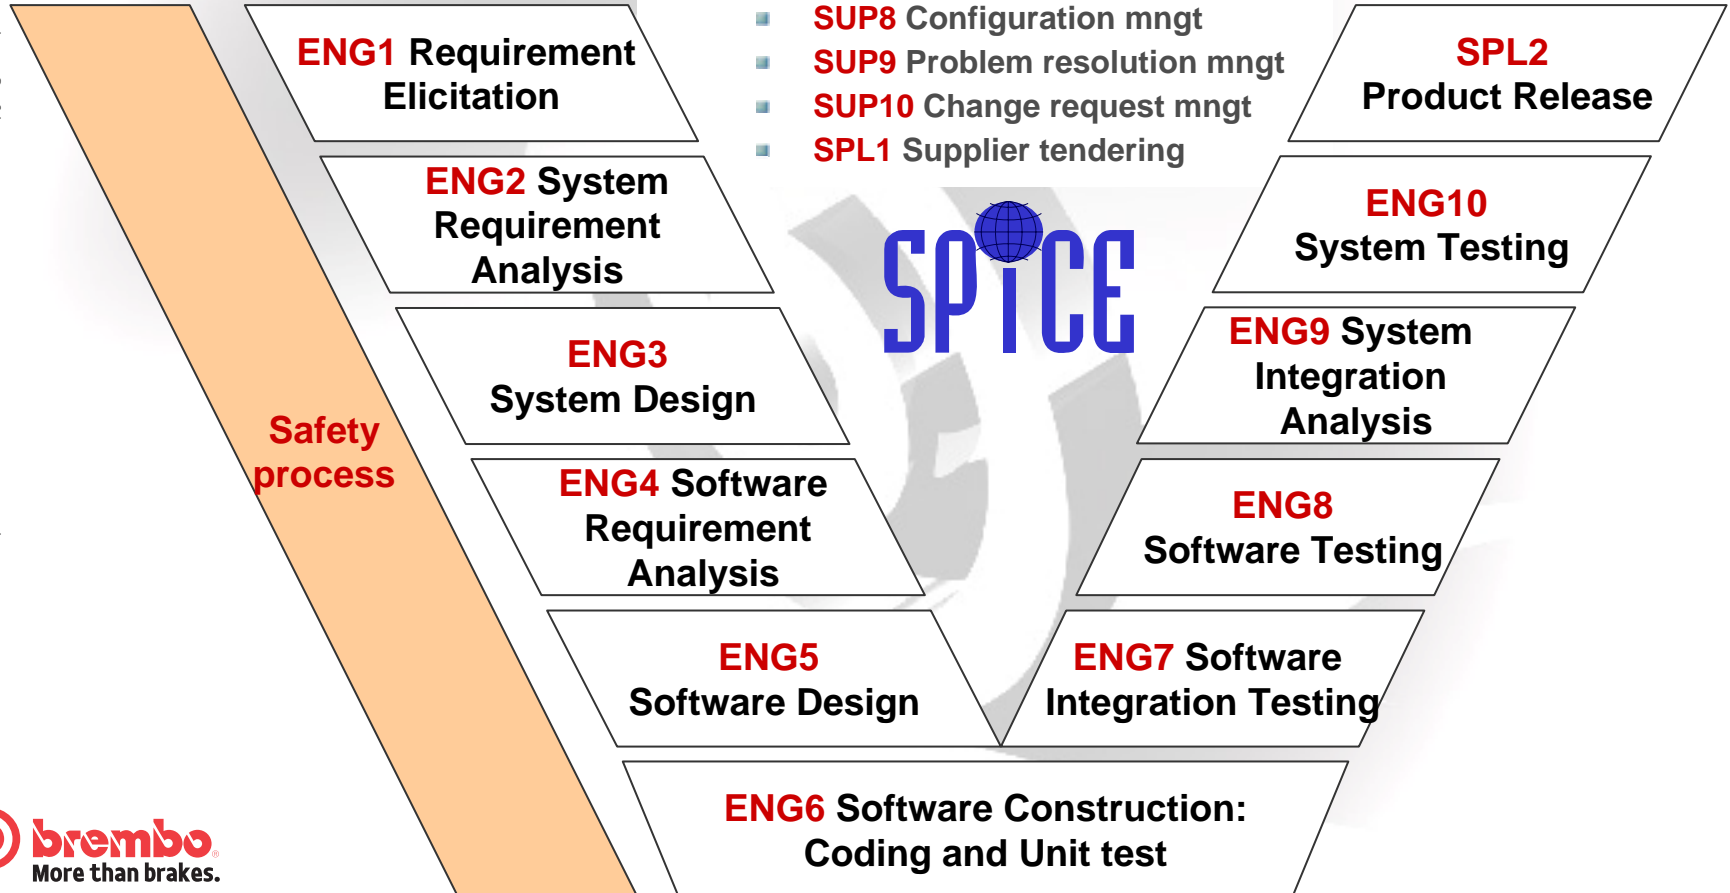 SUP8 Configuration mngt
SUP9 Problem resolution mngt
SUP10 Change request mngt
SPL1 Supplier tendering
ENG1 Requirement
Elicitation
ENG2 System
Requirement
Analysis
ENG3
System Design
ENG4 Software
Requirement
Analysis
ENG5
Software Design
ENG6 Software Construction:
Coding and Unit test
ENG7 Software
Integration Testing
ENG8
Software Testing
ENG9 System
Integration
Analysis
ENG10
System Testing
SPL2
Product Release
SPiCE
Safety
process
brembo®
More than brakes.